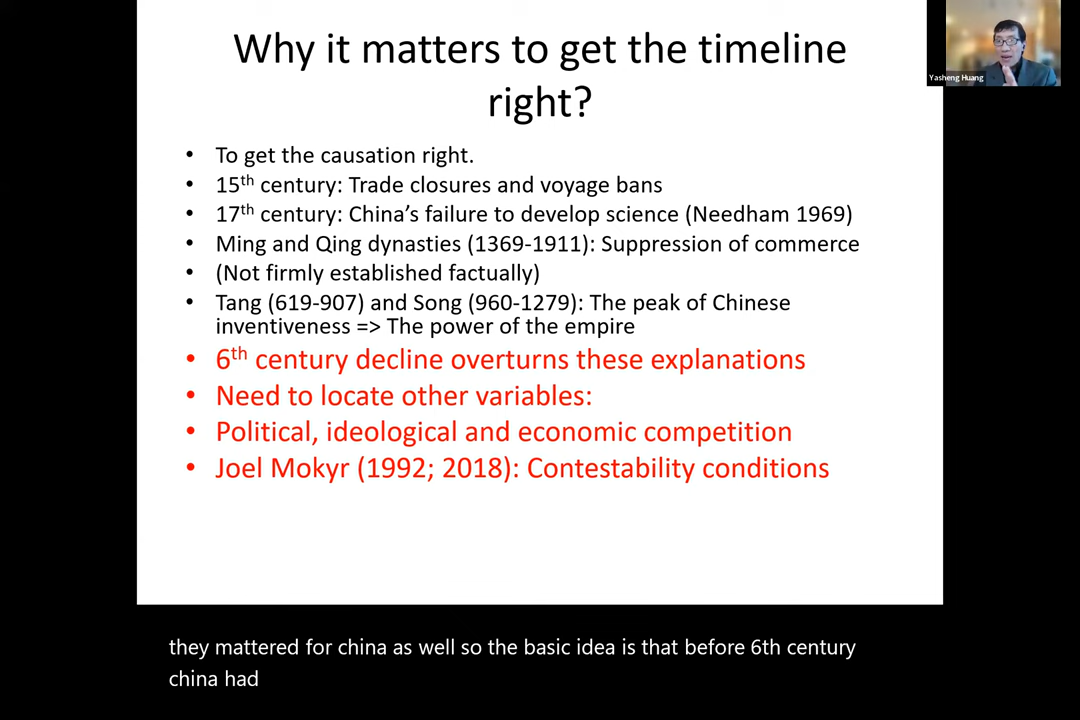 Why it matters to get the timeline
right?
Yasheng Huang
• To get the causation right.
• 15th century: Trade closures and voyage bans
• 17th century: China's failure to develop science (Needham 1969)
• Ming and Qing dynasties (1369-1911): Suppression of commerce
• (Not firmly established factually)
• Tang (619-907) and Song (960-1279): The peak of Chinese
inventiveness => The power of the empire
• 6th century decline overturns these explanations
• Need to locate other variables:
• Political, ideological and economic competition
• Joel Mokyr (1992; 2018): Contestability conditions
they mattered for china as well so the basic idea is that before 6th century
china had